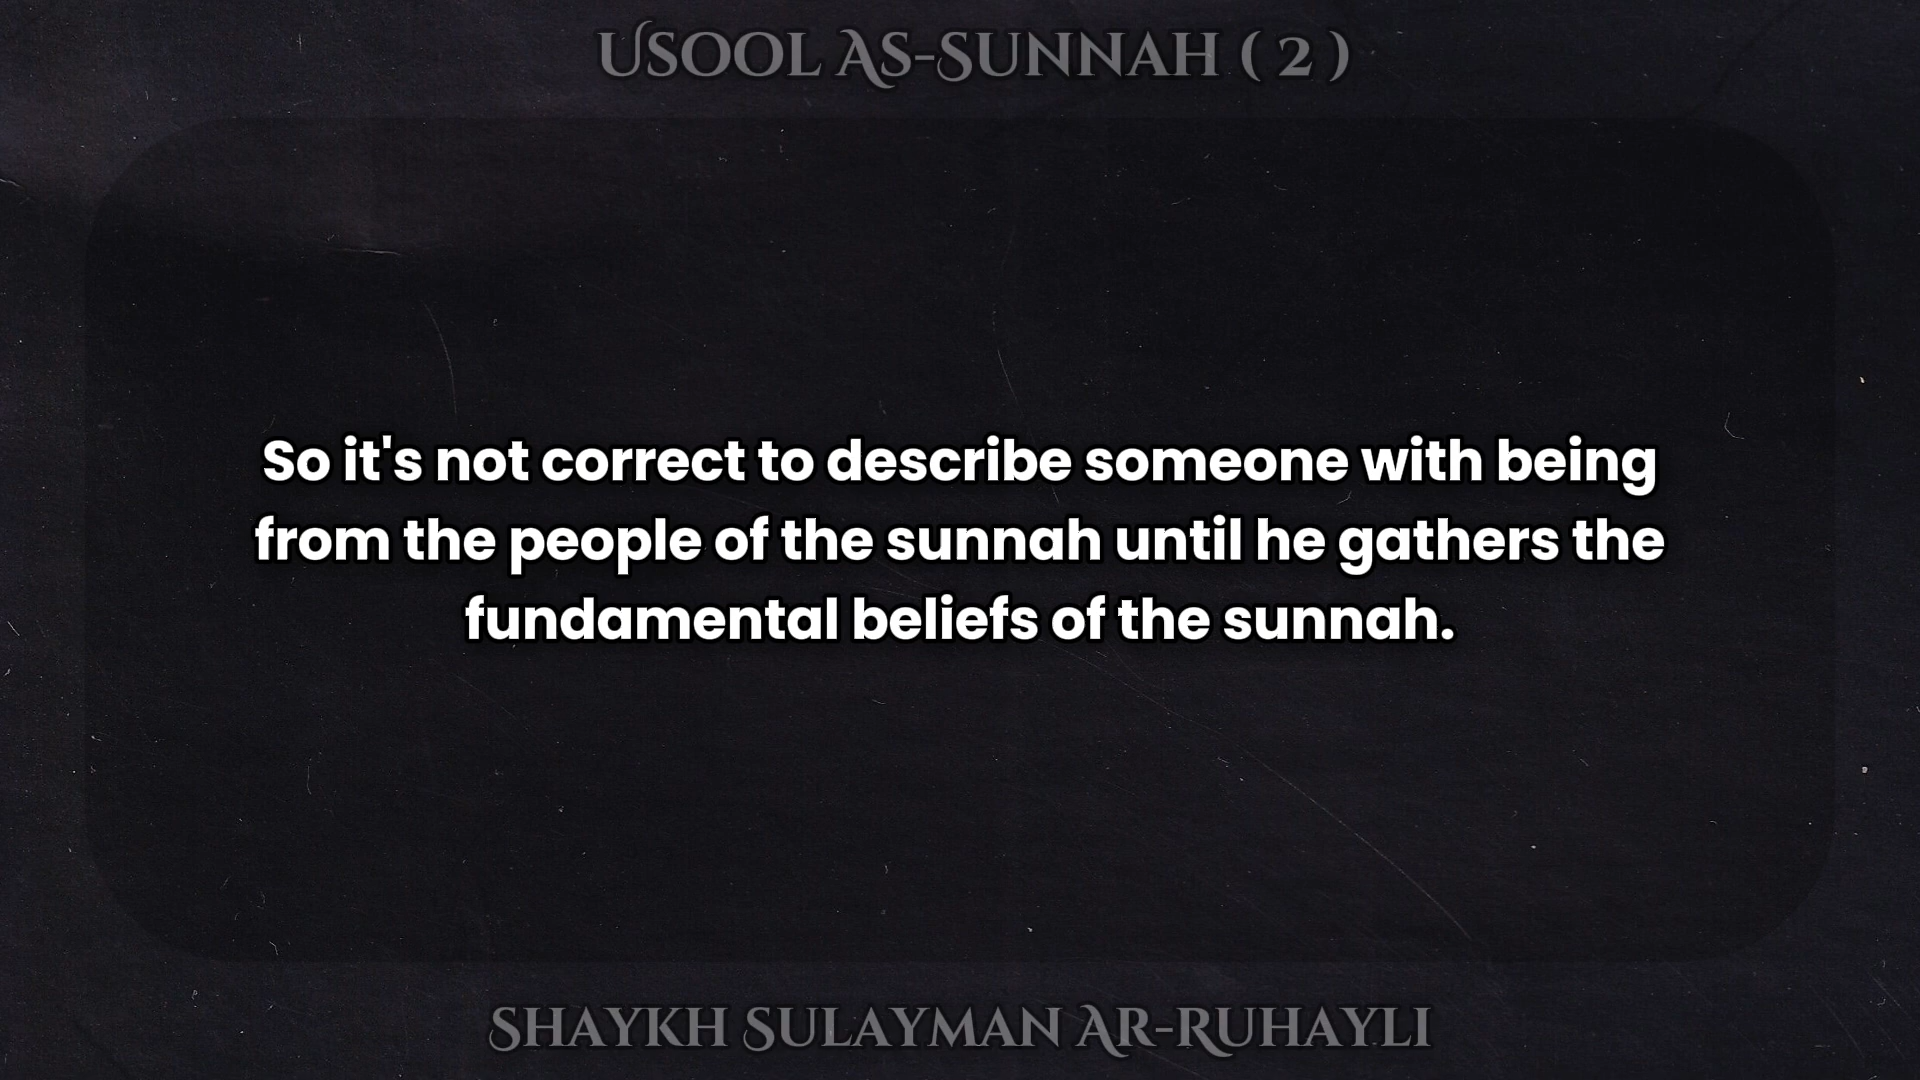 Usool As-Sunnah ( 2 )
So it's not correct to describe someone with being
from the people of the sunnah until he gathers the
fundamental beliefs of the sunnah.
Shaykh Sulayman Ar-Ruhayli